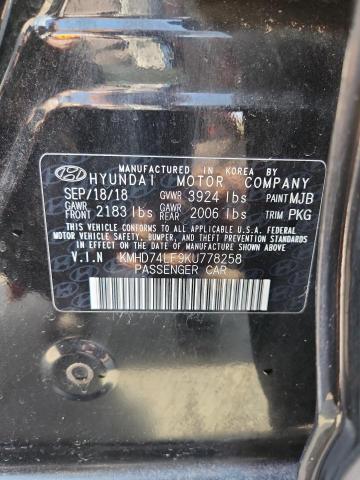 MANUFACTURED IN KOREA BY
HYUNDAI MOTOR COMPANY
SEP/18/18 GVWR 3924 lbs PAINT MJB
GAWR FRONT 2183 lbs GAWR REAR 2006 lbs TRIM PKG
THIS VEHICLE CONFORMS TO ALL APPLICABLE U.S.A. FEDERAL
MOTOR VEHICLE SAFETY, BUMPER, AND THEFT PREVENTION
STANDARDS IN EFFECT ON THE DATE OF MANUFACTURE SHOWN ABOVE.
V.I.N KMHD74LF9KU778258
PASSENGER CAR